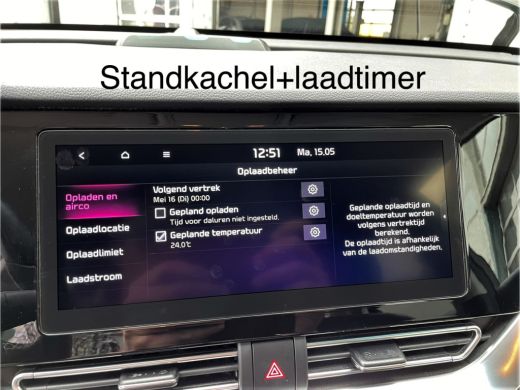 Standkachel+laadtimer
12:51 Ma, 15.05
Oplaadbeheer
Opladen en
airco
Oplaadlocatie
Oplaadlimiet
Laadstroom
Volgend vertrek
Mei 16 (Di) 00:00
Gepland opladen
Tijd voor daluren niet ingesteld.
Geplande temperatuur
24.0℃
Geplande oplaadtijd en
doeltemperatuur worden
volgens vertrektijd
berekend.
De oplaadtijd is afhankelijk
van de laadomstandigheden.